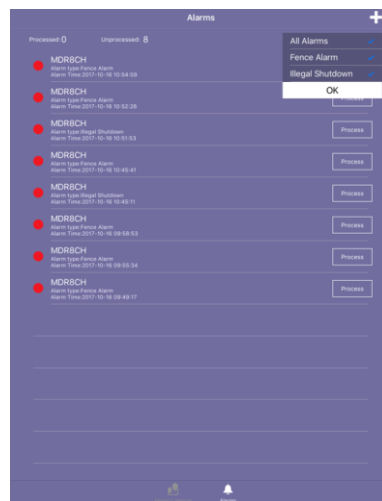 Alarms
Processed:0 Unprocessed: 8
All Alarms
Fence Alarm
Illegal Shutdown
OK
MDR8CH
Alarm type:Fence Alarm
Alarm Time:2017-10-16 10:54:59
MDR8CH
Alarm type:Fence Alarm
Alarm Time:2017-10-16 10:52:28
Process
MDR8CH
Alarm type:Illegal Shutdown
Alarm Time:2017-10-16 10:51:53
Process
MDR8CH
Alarm type:Fence Alarm
Alarm Time:2017-10-16 10:45:41
Process
MDR8CH
Alarm type:Illegal Shutdown
Alarm Time:2017-10-16 10:45:11
Process
MDR8CH
Alarm type:Fence Alarm
Alarm Time:2017-10-16 09:58:53
Process
MDR8CH
Alarm type:Fence Alarm
Alarm Time:2017-10-16 09:55:34
Process
MDR8CH
Alarm type:Fence Alarm
Alarm Time:2017-10-16 09:49:17
Process